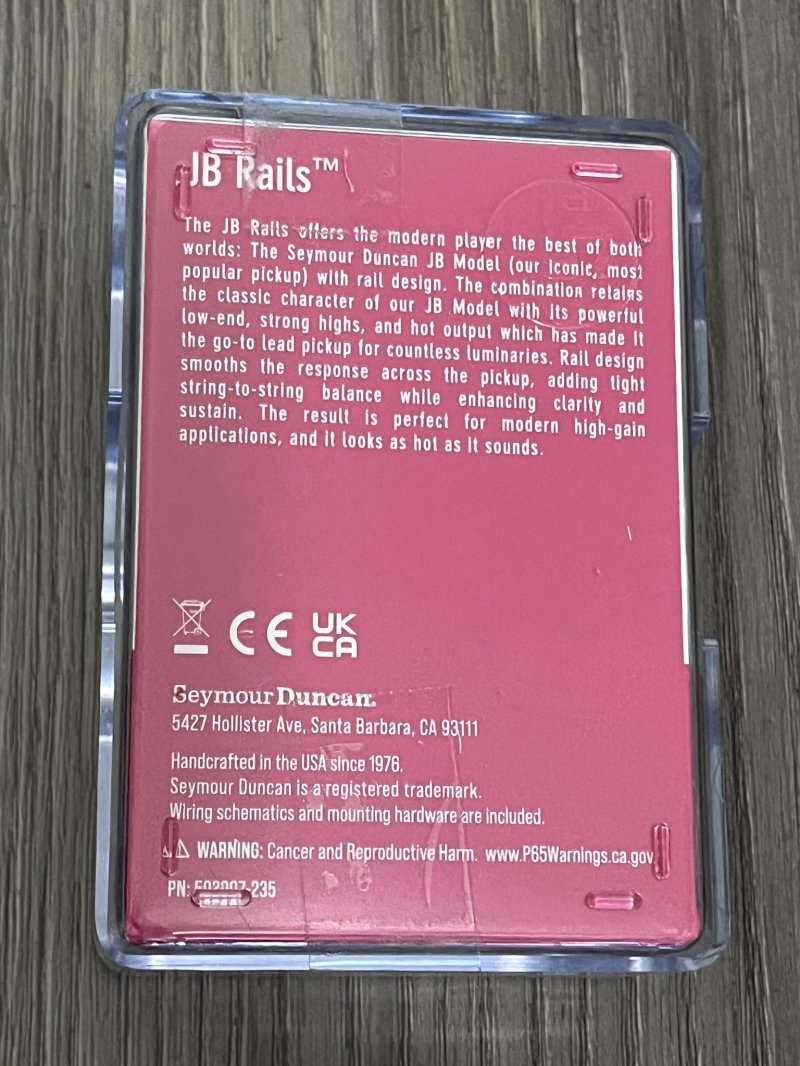 JB Rails™
The JB Rails offers the modern player the best of both
worlds: The Seymour Duncan JB Model (our iconic, most
popular pickup) with rail design. The combination retains
the classic character of our JB Model with its powerful
low-end, strong highs, and hot output which has made it
the go-to lead pickup for countless luminaries. Rail design
smooths the response across the pickup, adding tight
string-to-string balance while enhancing clarity and
sustain. The result is perfect for modern high-gain
applications, and it looks as hot as it sounds.
CE UK
CA
Seymour Duncan.
5427 Hollister Ave. Santa Barbara, CA 93111
Handcrafted in the USA since 1976.
Seymour Duncan is a registered trademark.
Wiring schematics and mounting hardware are included.
WARNING: Cancer and Reproductive Harm. www.P65Warnings.ca.gov
PN: